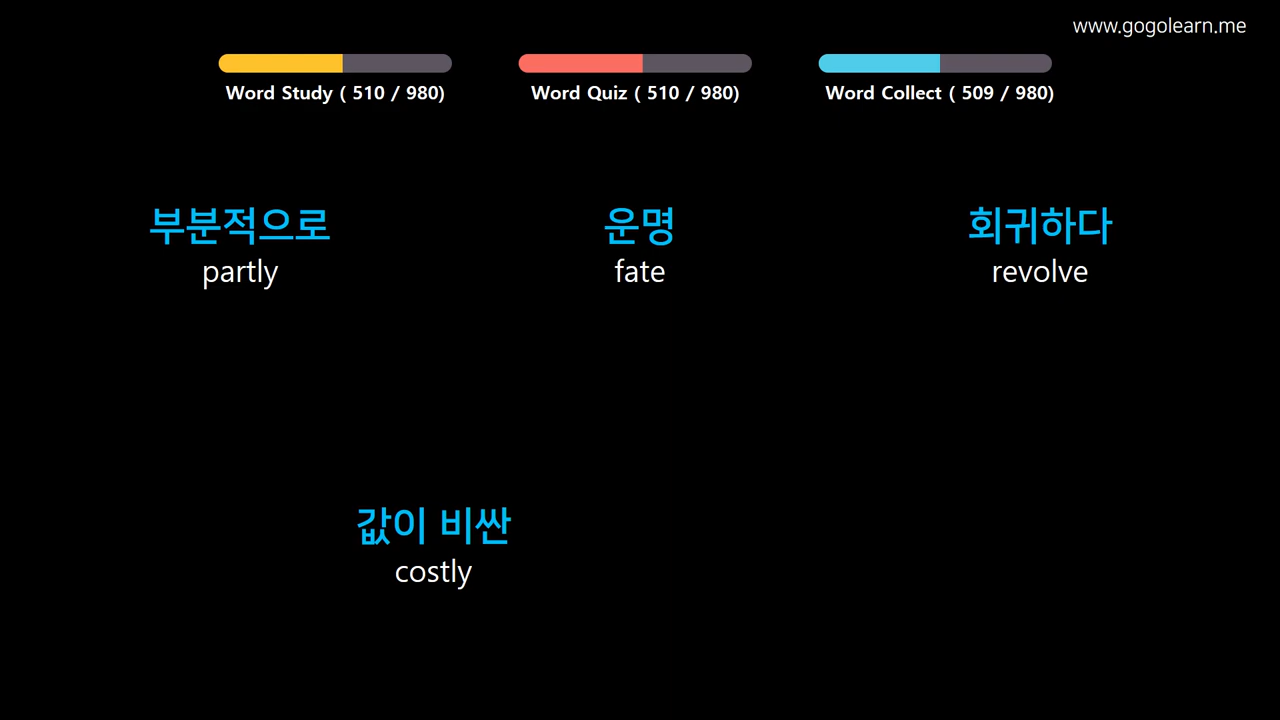 www.gogolearn.me
Word Study ( 510 / 980)
Word Quiz ( 510 / 980)
Word Collect ( 509 / 980)
부분적으로
partly
운명
fate
회귀하다
revolve
값이 비싼
costly